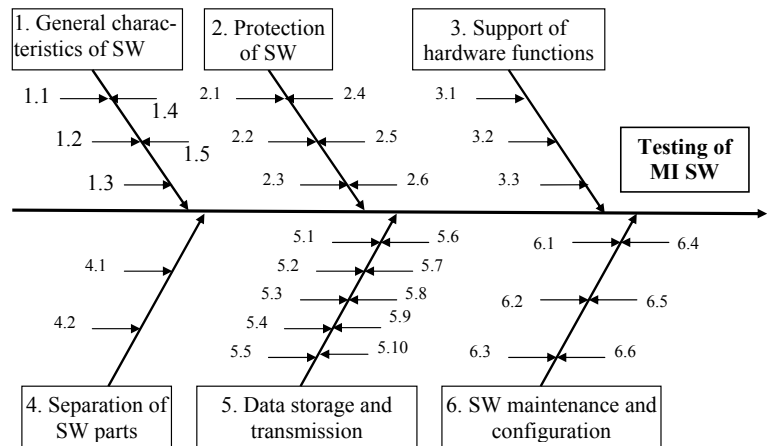 1. General charac-
teristics of SW
2. Protection
of SW
3. Support of
hardware functions
1.1
1.4
1.2
1.5
1.3
2.1
2.4
2.2
2.5
2.3
2.6
3.1
3.2
3.3
Testing of
MI SW
4.1
4.2
5.1
5.6
5.2
5.7
5.3
5.8
5.4
5.9
5.5
5.10
6.1
6.4
6.2
6.5
6.3
6.6
4. Separation of
SW parts
5. Data storage and
transmission
6. SW maintenance and
configuration